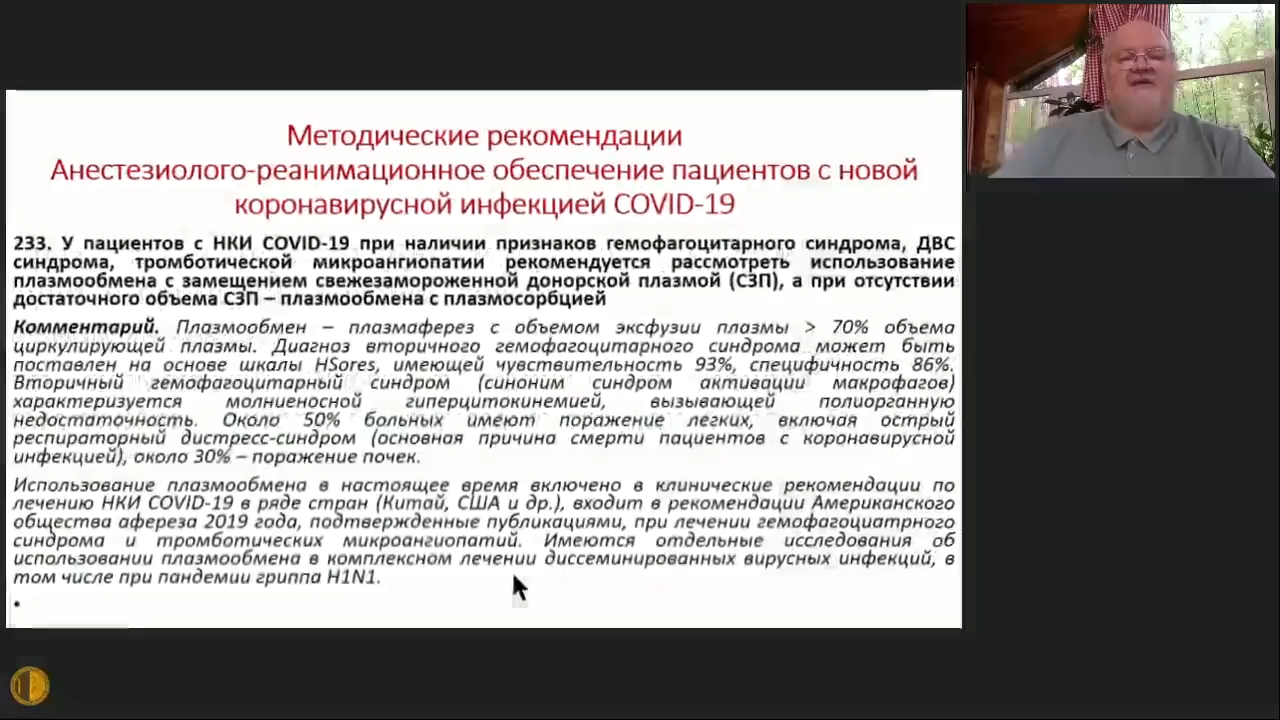 Методические рекомендации
Анестезиолого-реанимационное обеспечение пациентов с новой
коронавирусной инфекцией COVID-19
233. У пациентов с НКИ COVID-19 при наличии признаков гемофагоцитарного синдрома, ДВС
синдрома, тромботической микроангиопатии рекомендуется рассмотреть использование
плазмообмена с замещением свежезамороженной донорской плазмой (СЗП), а при отсутствии
достаточного объема СЗП – плазмообмена с плазмосорбцией
Комментарий. Плазмообмен – плазмаферез с объемом эксфузии плазмы > 70% объема
циркулирующей плазмы. Диагноз вторичного гемофагоцитарного синдрома может быть
поставлен на основе шкалы HSores, имеющей чувствительность 93%, специфичность 86%.
Вторичный гемофагоцитарный синдром (синоним синдром активации макрофагов)
характеризуется молниеносной гиперцитокинемией, вызывающей полиорганную
недостаточность. Около 50% больных имеют поражение легких, включая острый
респираторный дистресс-синдром (основная причина смерти пациентов с коронавирусной
инфекцией), около 30% – поражение почек.
Использование плазмообмена в настоящее время включено в клинические рекомендации по
лечению НКИ COVID-19 в ряде стран (Китай, США и др.), входит в рекомендации Американского
общества афереза 2019 года, подтвержденные публикациями, при лечении гемофагоциатрного
синдрома и тромботических микроангиопатий. Имеются отдельные исследования об
использовании плазмообмена в комплексном лечении диссеминированных вирусных инфекций, в
том числе при пандемии гриппа H1N1.